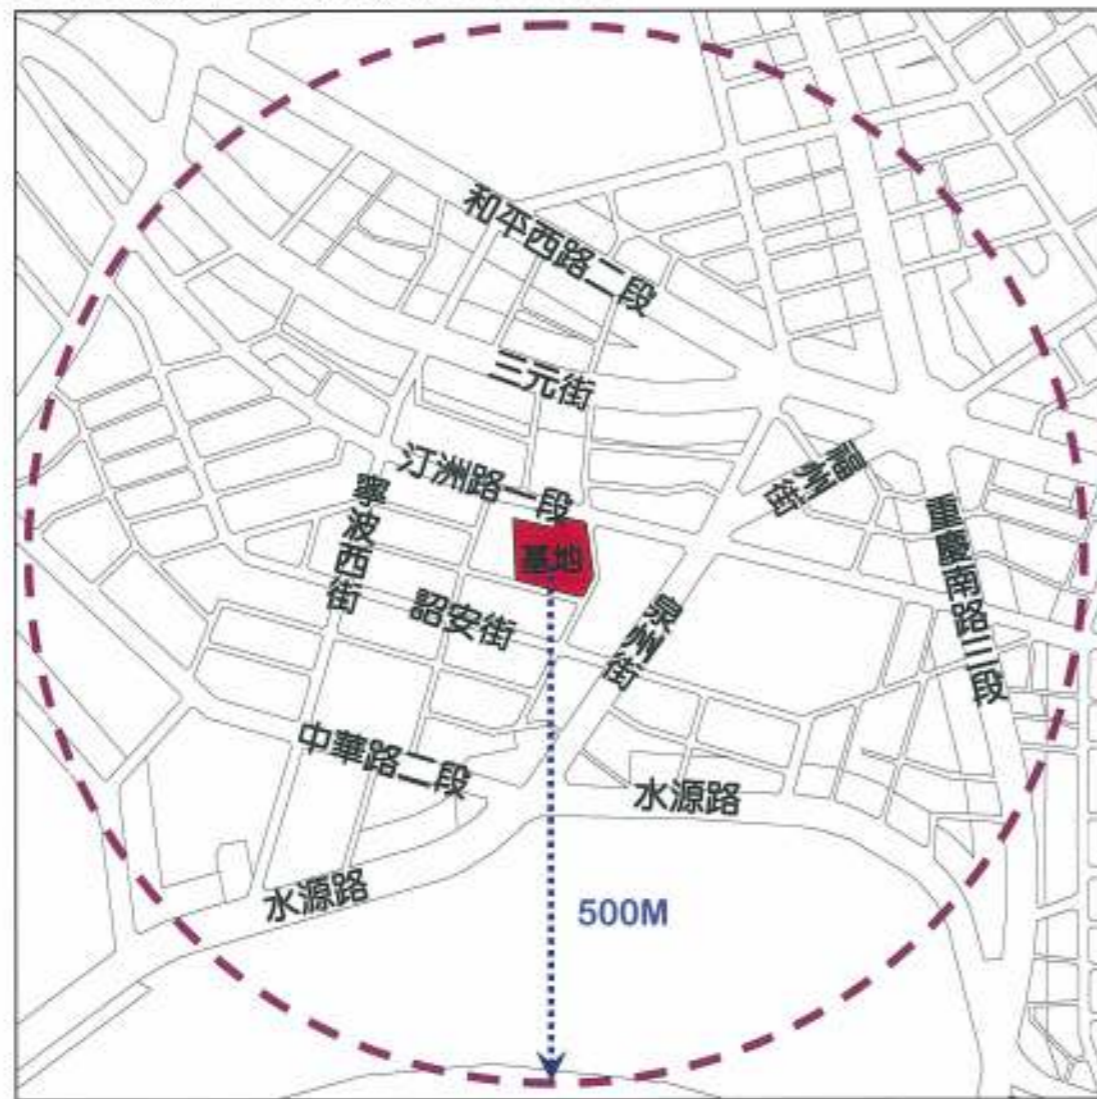 和平西路二段
三元街
汀洲路一段
福州街
寧波西街
重慶南路三段
基地
詔安街
泉州街
中華路二段
水源路
水源路
500M